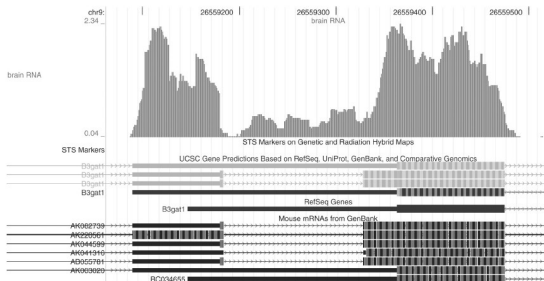 chr9: 26559200 26559300 26559400 26559500
2.34 brain RNA
brain RNA
0.04
STS Markers on Genetic and Radiation Hybrid Maps
STS Markers
UCSC Gene Predictions Based on RefSeq, UniProt, GenBank, and Comparative Genomics
B3gat1
B3gat1
B3gat1
B3gat1
RefSeq Genes
B3gat1
Mouse mRNAs from GenBank
AK082739
AK220561
AK044599
AK041316
AB055781
AK003020
BC034655